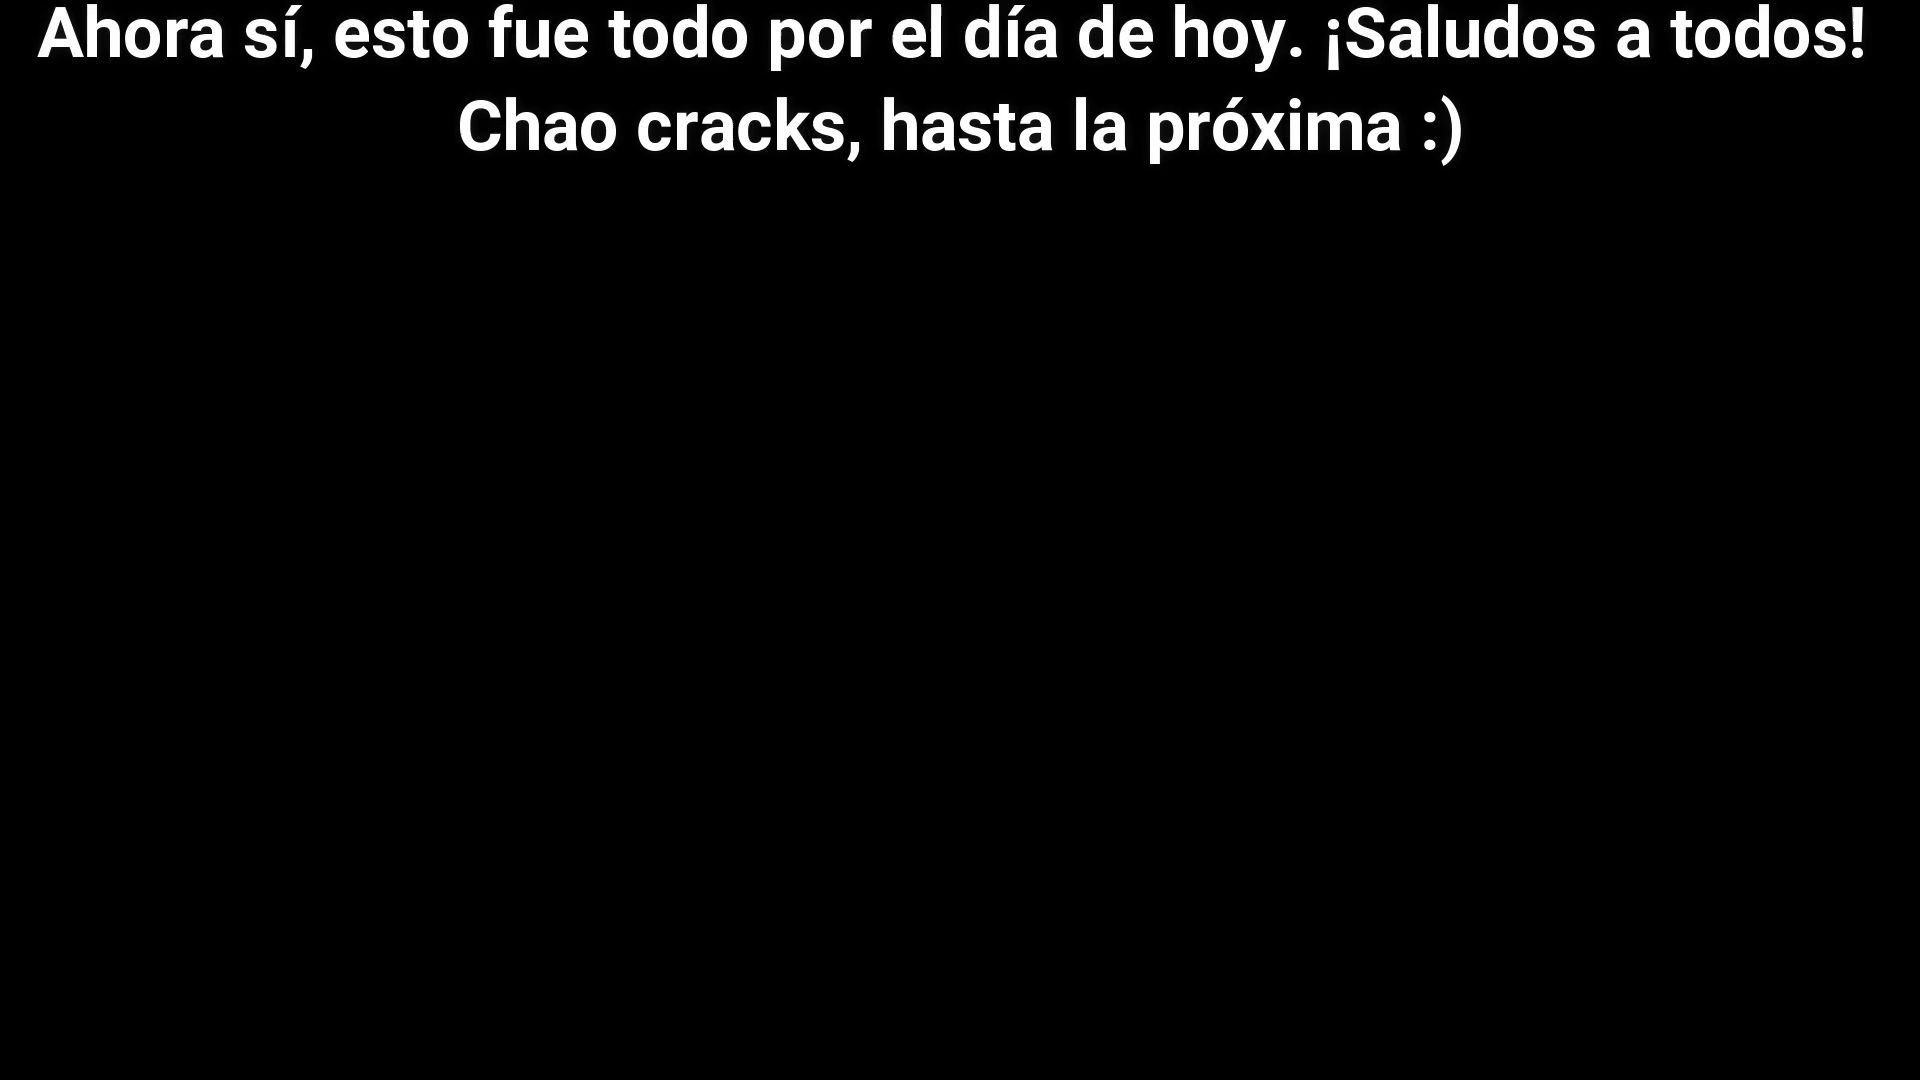 Ahora sí, esto fue todo por el día de hoy. ¡Saludos a todos!
Chao cracks, hasta la próxima :)